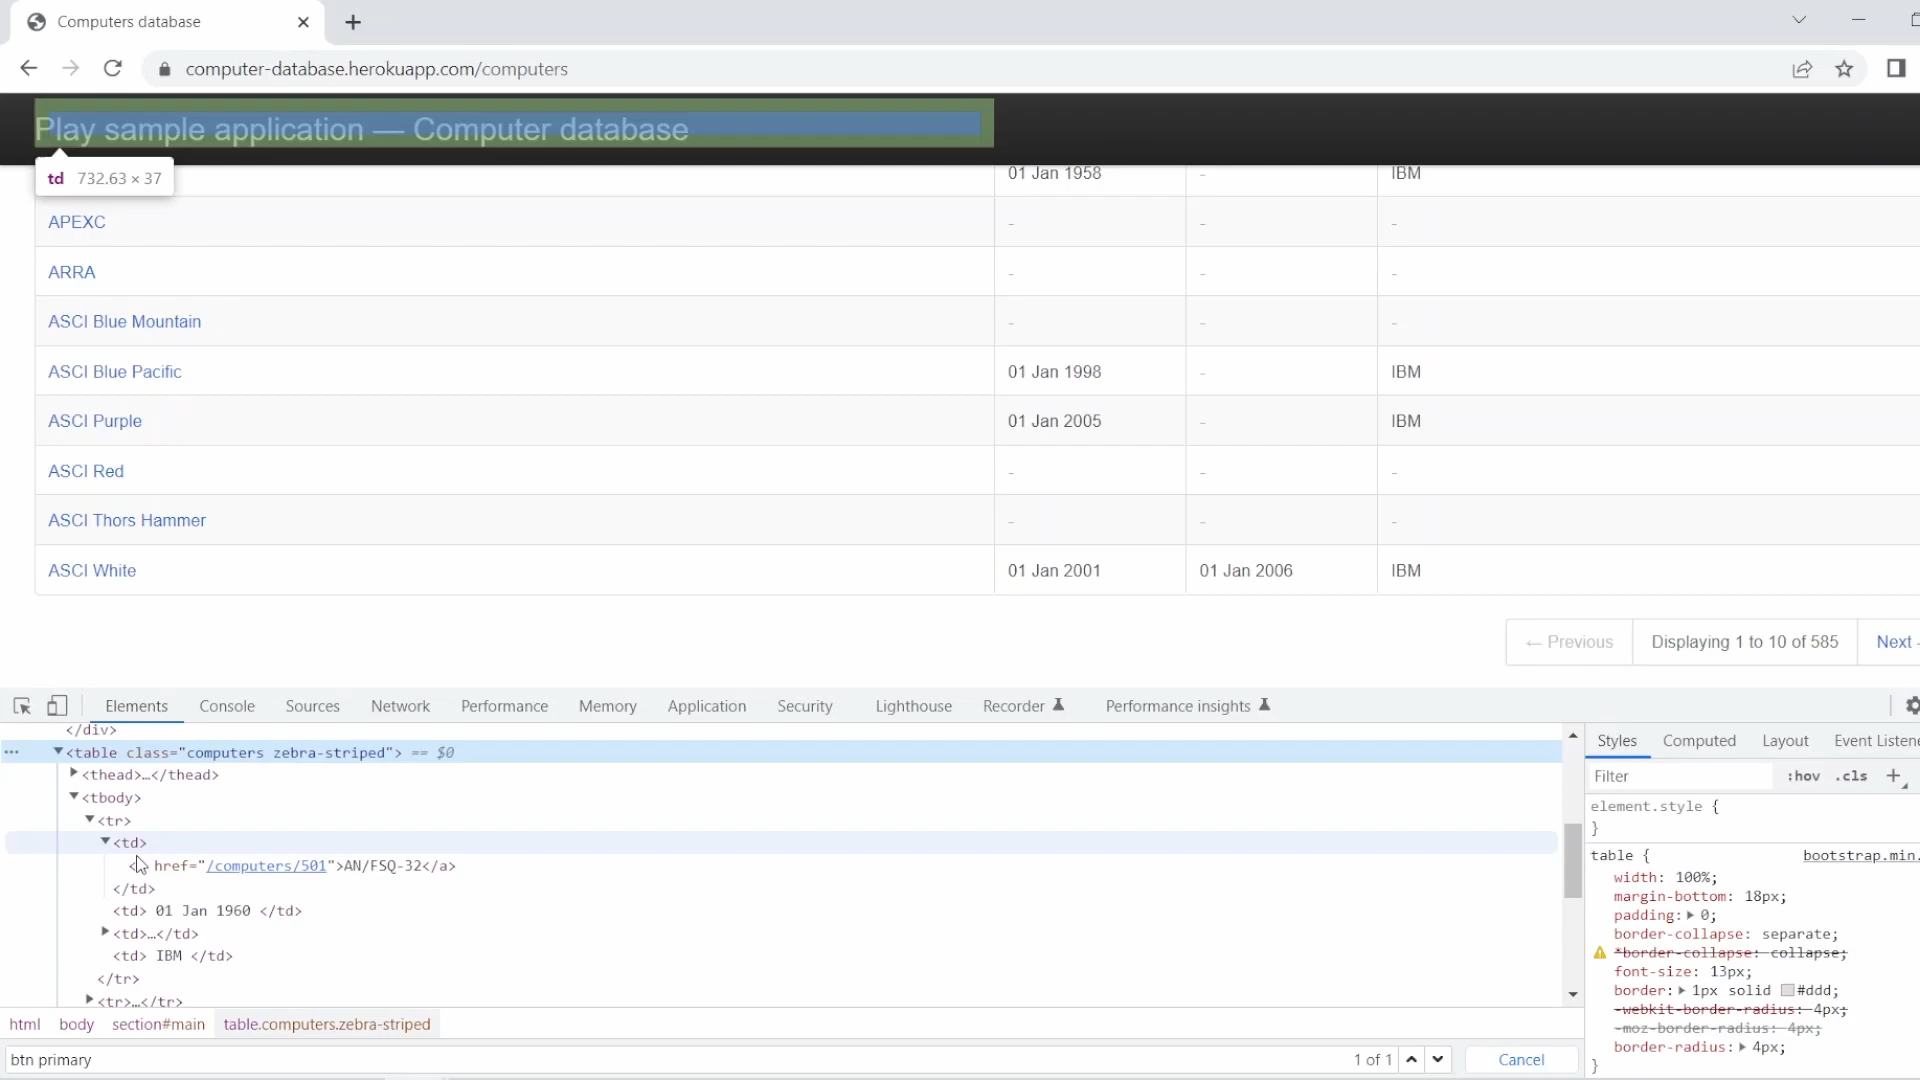 Computers database
computer-database.herokuapp.com/computers
Play sample application — Computer database
td 732.63 × 37
01 Jan 1958 - IBM
APEXC - - -
ARRA - - -
ASCI Blue Mountain - - -
ASCI Blue Pacific 01 Jan 1998 - IBM
ASCI Purple 01 Jan 2005 - IBM
ASCI Red - - -
ASCI Thors Hammer - - -
ASCI White 01 Jan 2001 01 Jan 2006 IBM
← Previous Displaying 1 to 10 of 585 Next
Elements Console Sources Network Performance Memory Application Security Lighthouse Recorder Performance insights
</div>
<table class="computers zebra-striped"> == $0
<thead>…</thead>
<tbody>
<tr>
<td>
< href="/computers/501">AN/FSQ-32</a>
</td>
<td> 01 Jan 1960 </td>
<td>…</td>
<td> IBM </td>
</tr>
<tr>…</tr>
html body section#main table.computers.zebra-striped
btn primary 1 of 1 Cancel
Styles Computed Layout Event Listene
Filter :hov .cls +
element.style {
}
table { bootstrap.min.
width: 100%;
margin-bottom: 18px;
padding: 0;
border-collapse: separate;
*border-collapse: collapse;
font-size: 13px;
border: 1px solid #ddd;
-webkit-border-radius: 4px;
-moz-border-radius: 4px;
border-radius: 4px;
}